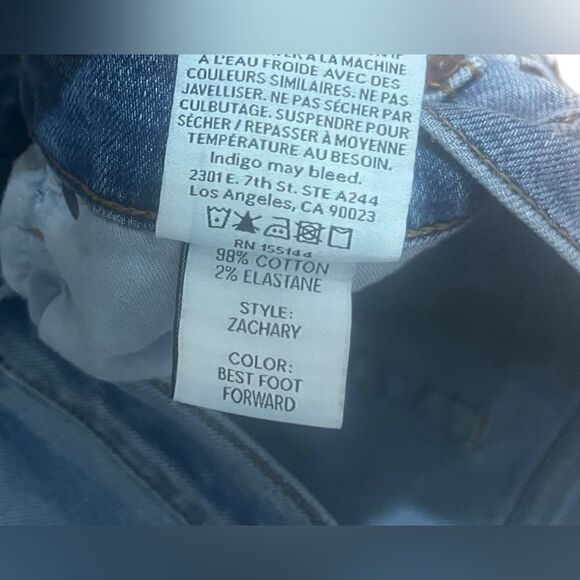 À LA MACHINE
À L'EAU FROIDE AVEC DES
COULEURS SIMILAIRES. NE PAS
JAVELLISER. NE PAS SÉCHER PAR
CULBUTAGE. SUSPENDRE POUR
SÉCHER / REPASSER À MOYENNE
TEMPÉRATURE AU BESOIN.
Indigo may bleed.
2301 E. 7th St. STE A244
Los Angeles, CA 90023
RN 155144
98% COTTON
2% ELASTANE
STYLE:
ZACHARY
COLOR:
BEST FOOT
FORWARD